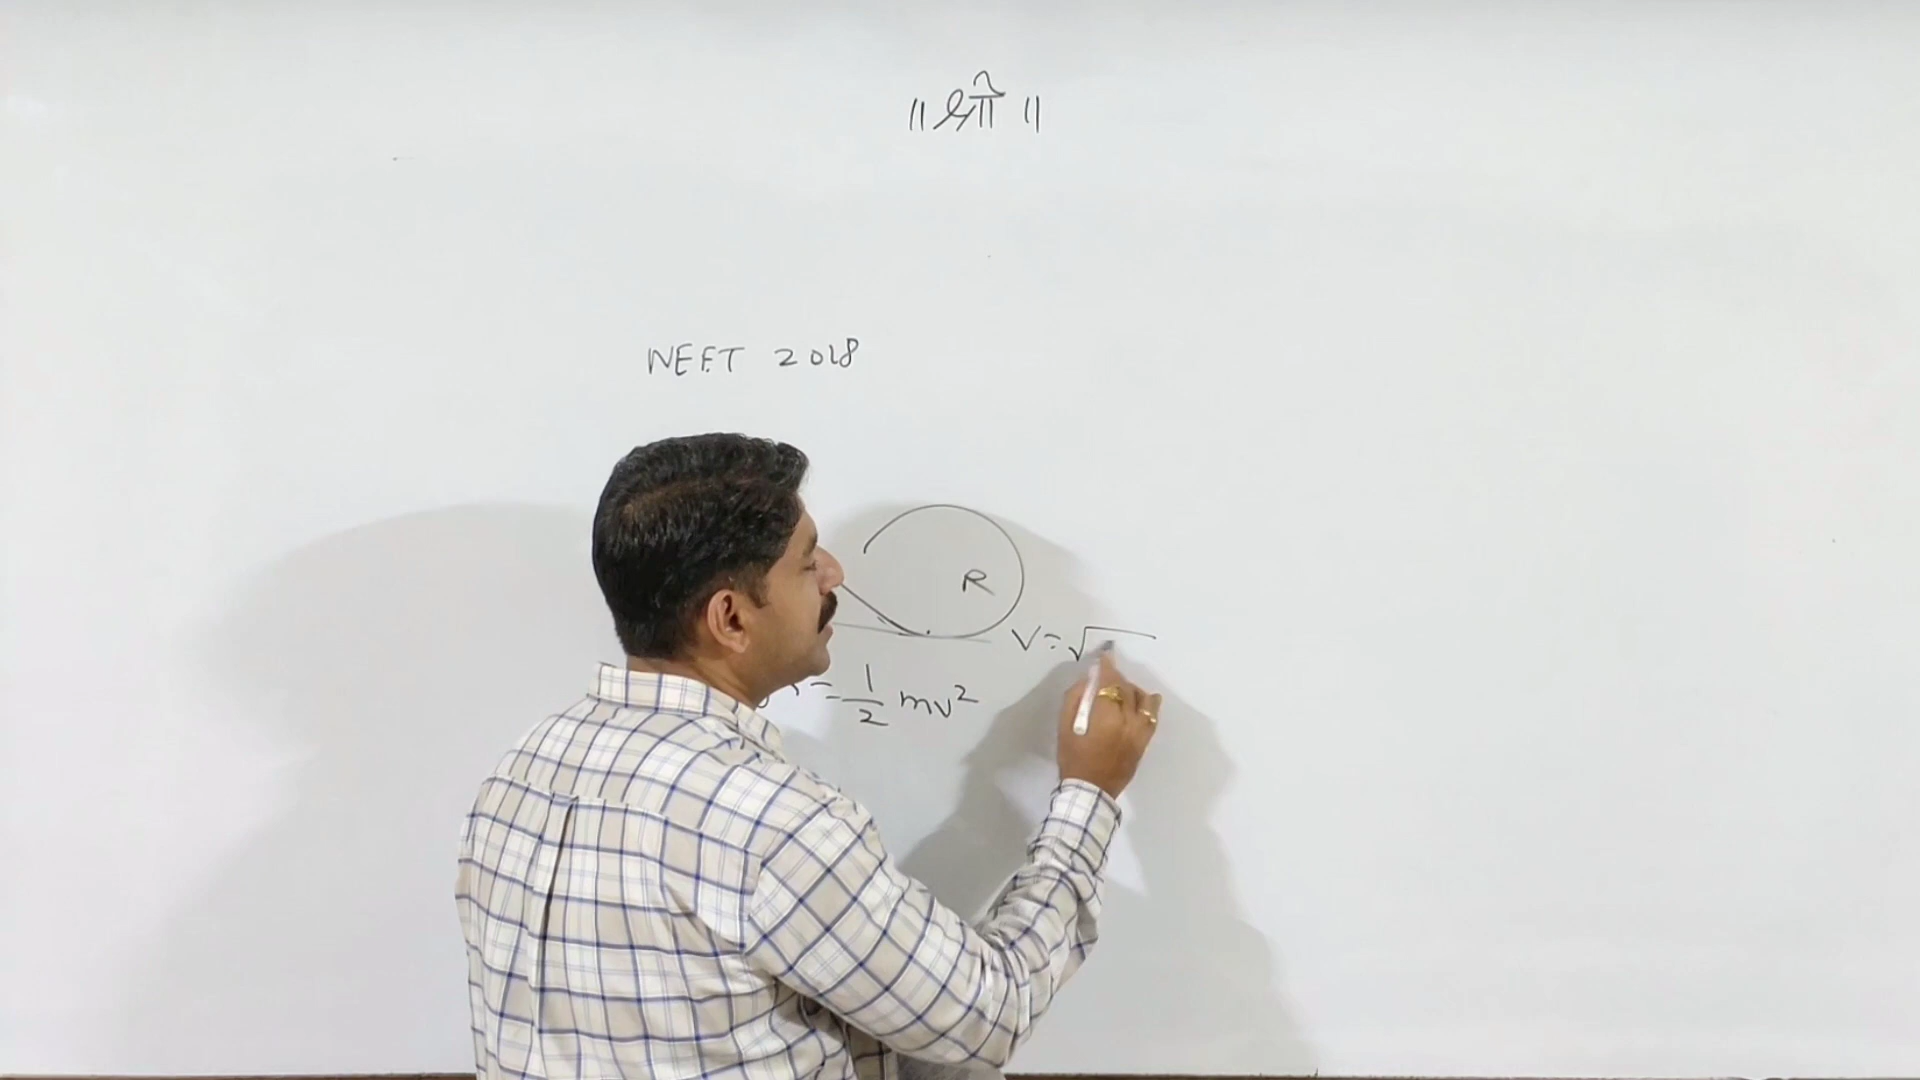 ॥ श्री ॥
NEET 2018
R
V = √
= 1/2 mv²